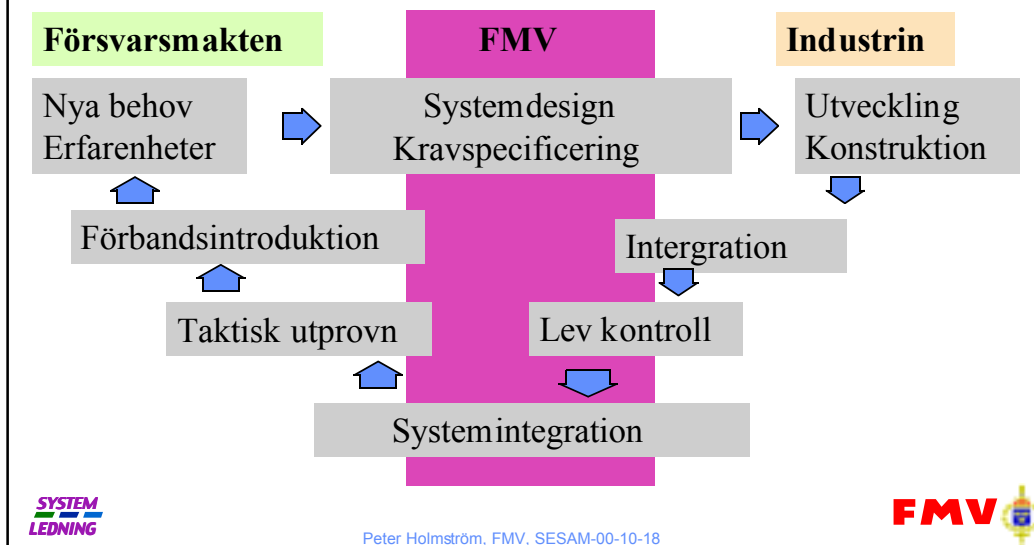 Försvarsmakten
FMV
Industrin
Nya behov
Erfarenheter
Systemdesign
Kravspecificering
Utveckling
Konstruktion
Förbandsintroduktion
Intergration
Taktisk utprovn
Lev kontroll
Systemintegration
SYSTEM
LEDNING
Peter Holmström, FMV, SESAM-00-10-18
FMV